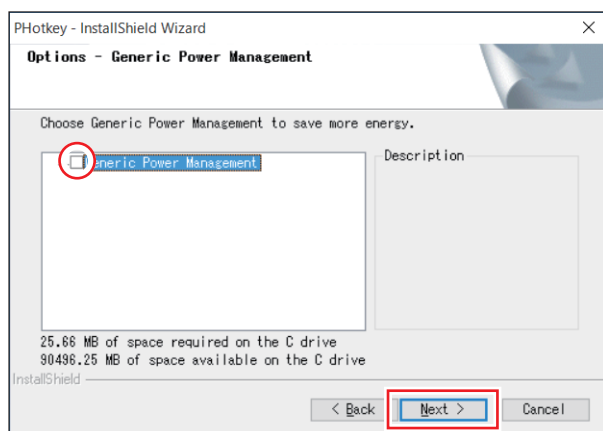 PHotkey - InstallShield Wizard
Options - Generic Power Management
Choose Generic Power Management to save more energy.
Generic Power Management
Description
25.66 MB of space required on the C drive
90496.25 MB of space available on the C drive
InstallShield
< Back
Next >
Cancel